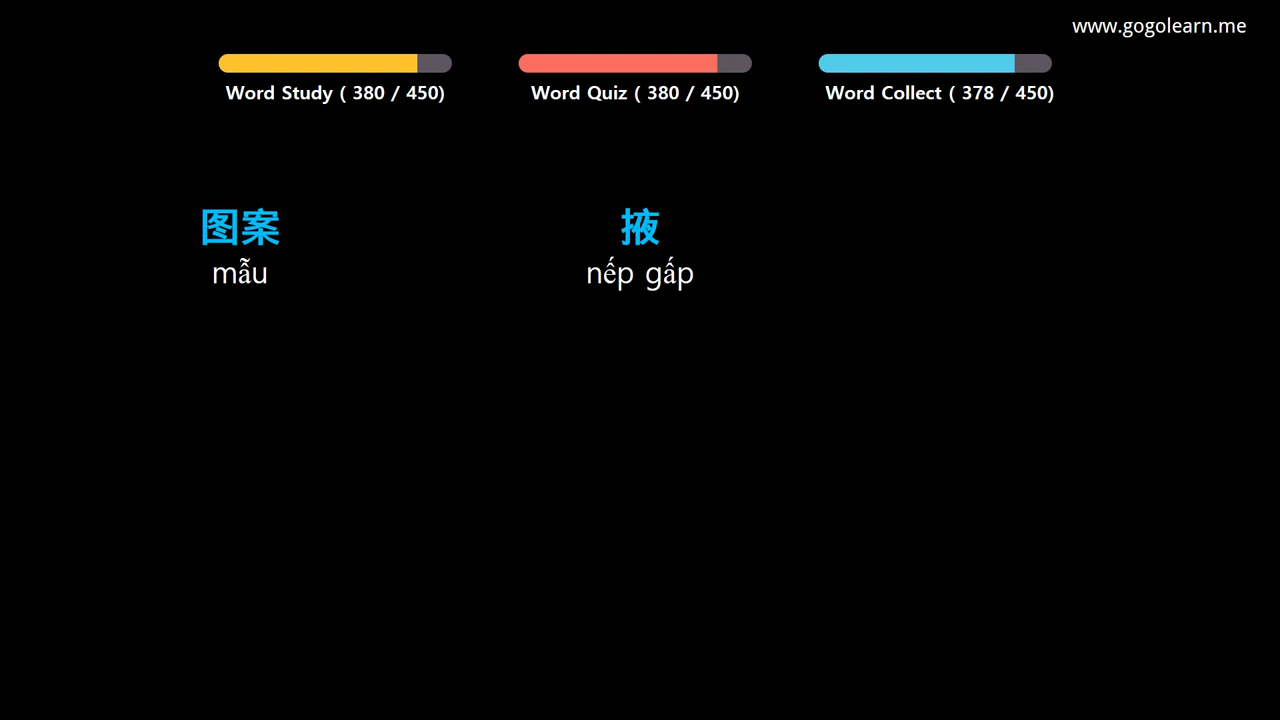 www.gogolearn.me
Word Study ( 380 / 450)
Word Quiz ( 380 / 450)
Word Collect ( 378 / 450)
图案
掖
mẫu
nếp gấp